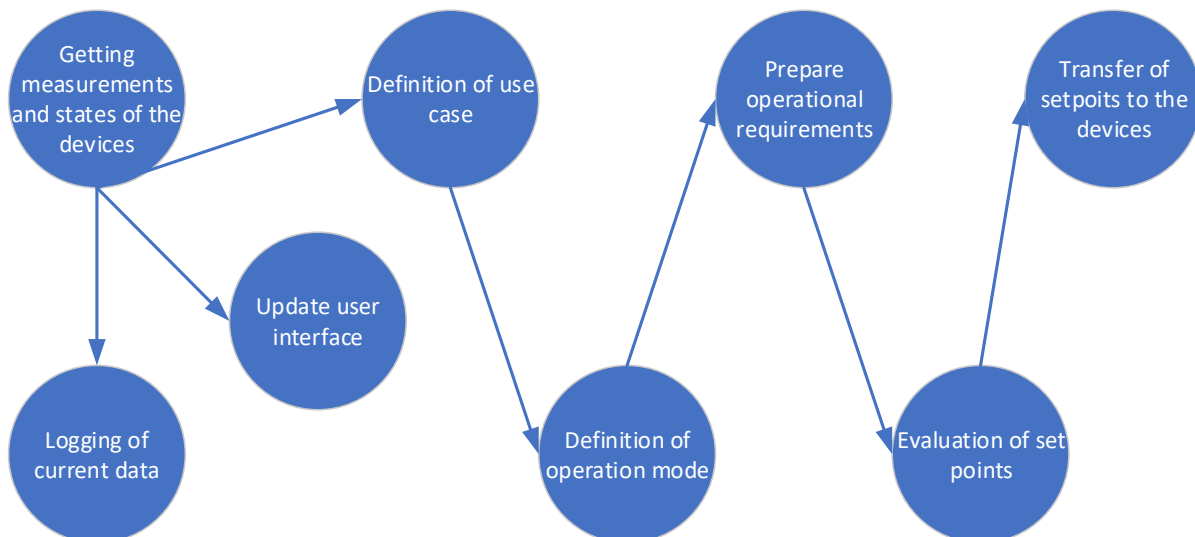 Getting
measurements
and states of the
devices
Definition of use
case
Prepare
operational
requirements
Transfer of
setpoits to the
devices
Update user
interface
Logging of
current data
Definition of
operation mode
Evaluation of set
points